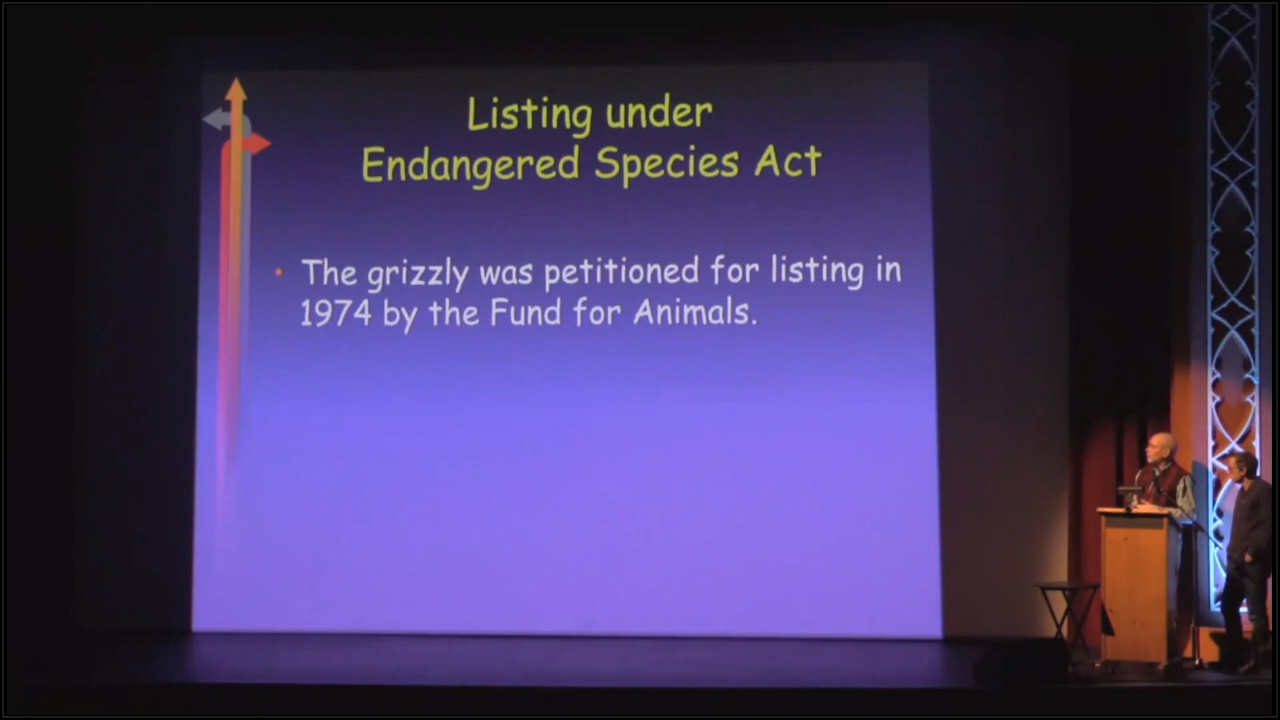 Listing under
Endangered Species Act
• The grizzly was petitioned for listing in
1974 by the Fund for Animals.